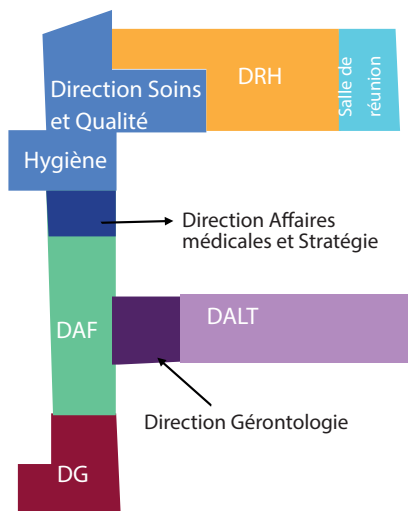 DRH
Salle de
réunion
Direction Soins
et Qualité
Hygiène
Direction Affaires
médicales et Stratégie
DALT
DAF
Direction Gérontologie
DG